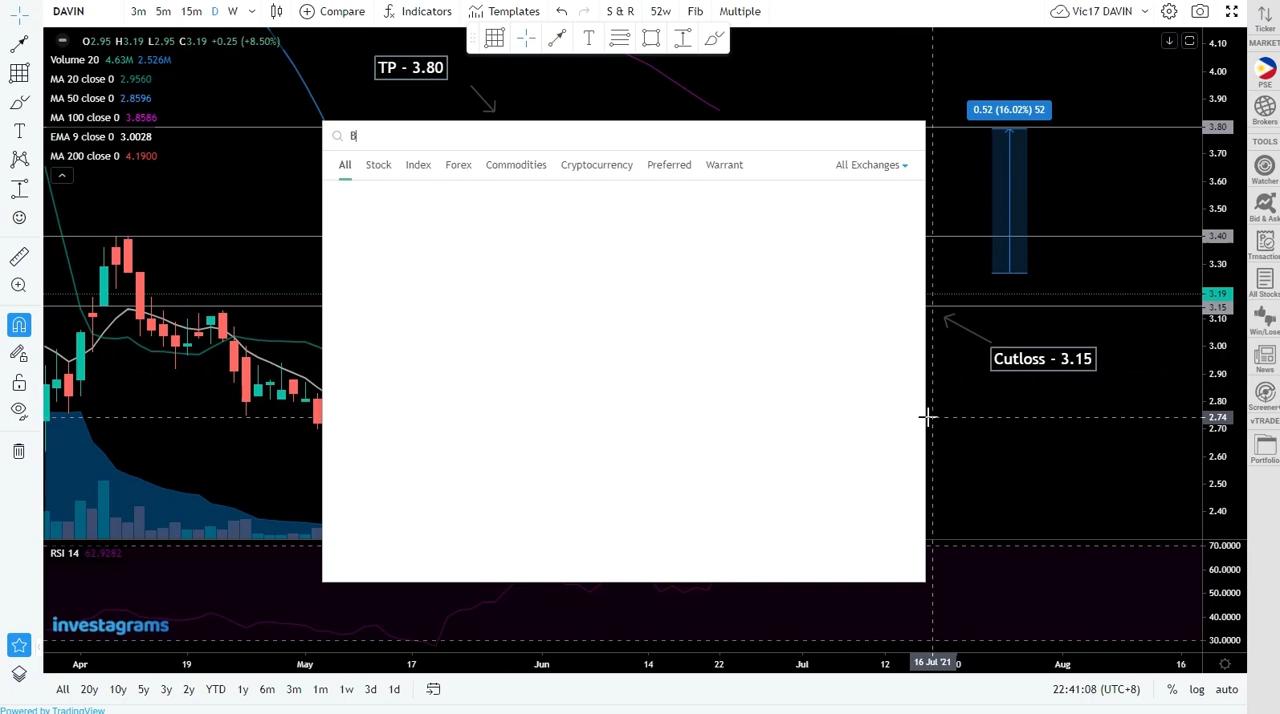 DAVIN 3m 5m 15m D W Compare Indicators Templates S & R 52w Fib Multiple Vic17 DAVIN
Ticker
MARKET
PSE
Brokers
TOOLS
Watcher
Bid & Ask
All Stocks
Win/Lose
News
Screener
vTRADE
Portfolio
O2.95 H3.19 L2.95 C3.19 +0.25 (+8.50%)
Volume 20 4.63M 2.526M
MA 20 close 0 2.9560
MA 50 close 0 2.8596
MA 100 close 0 3.8586
EMA 9 close 0 3.0028
MA 200 close 0 4.1900
TP - 3.80
B
All Stock Index Forex Commodities Cryptocurrency Preferred Warrant All Exchanges
0.52 (16.02%) 52
Cutloss - 3.15
4.10
4.00
3.90
3.80
3.70
3.60
3.50
3.40
3.30
3.19
3.15
3.10
3.00
2.90
2.80
2.74
2.70
2.60
2.50
2.40
70.0000
60.0000
50.0000
40.0000
30.0000
RSI 14 62.9282
investagrams
Apr 19 May 17 Jun 14 22 Jul 12 16 Jul '21 Aug 16
All 20y 10y 5y 3y 2y YTD 1y 6m 3m 1m 1w 3d 1d 22:41:08 (UTC+8) % log auto
Powered by TradingView